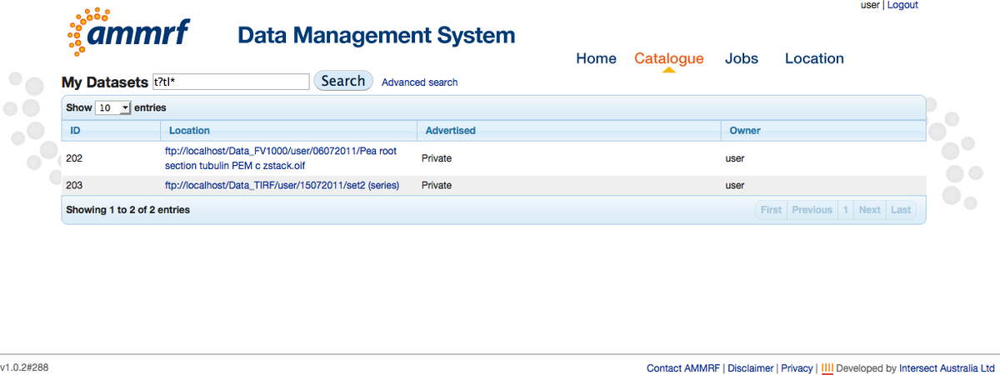 user | Logout
ammrf
Data Management System
Home Catalogue Jobs Location
My Datasets t?tl* Search Advanced search
Show 10 entries
ID Location Advertised Owner
202 ftp://localhost/Data_FV1000/user/06072011/Pea root section tubulin PEM c zstack.oif Private user
203 ftp://localhost/Data_TIRF/user/15072011/set2 (series) Private user
Showing 1 to 2 of 2 entries First Previous 1 Next Last
v1.0.2#288
Contact AMMRF | Disclaimer | Privacy | Developed by Intersect Australia Ltd